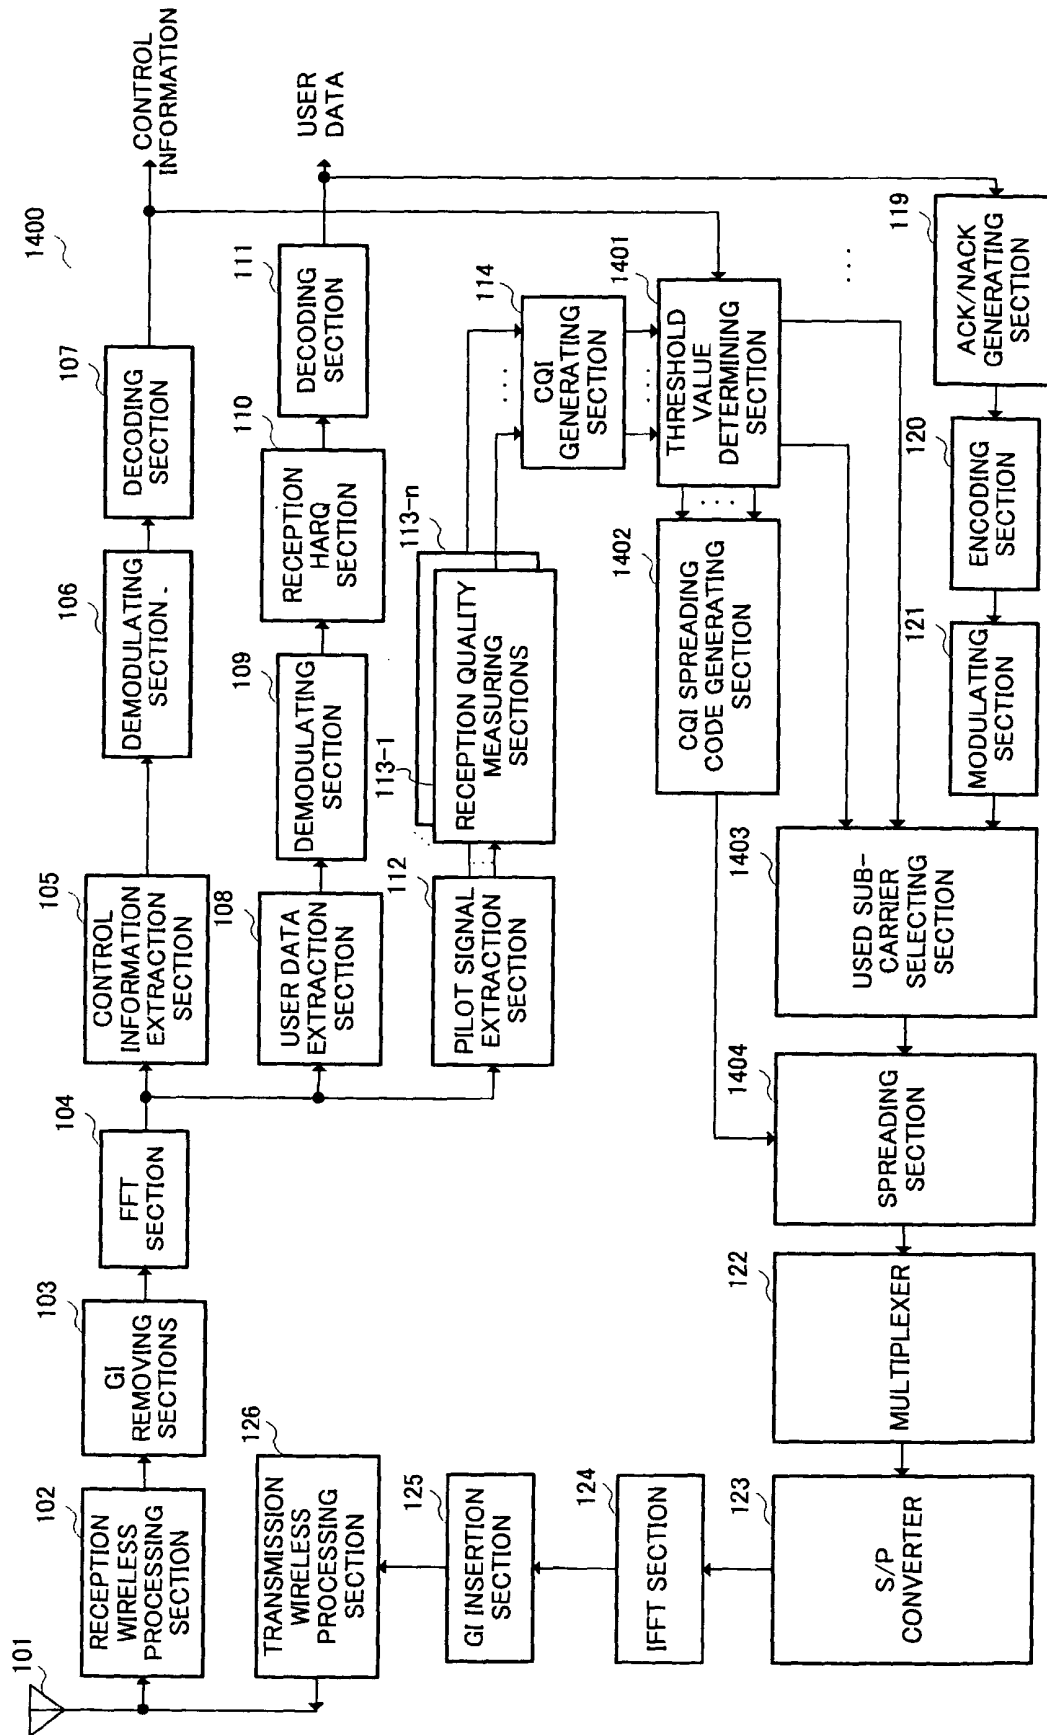 1400
101
102
RECEPTION
WIRELESS
PROCESSING
SECTION
103
GI
REMOVING
SECTIONS
104
FFT
SECTION
105
CONTROL
INFORMATION
EXTRACTION
SECTION
106
DEMODULATING
SECTION
107
DECODING
SECTION
CONTROL
INFORMATION
108
USER DATA
EXTRACTION
SECTION
109
DEMODULATING
SECTION
110
RECEPTION
HARQ
SECTION
111
DECODING
SECTION
USER
DATA
112
PILOT SIGNAL
EXTRACTION
SECTION
113-1
113-n
RECEPTION QUALITY
MEASURING
SECTIONS
114
CQI
GENERATING
SECTION
1401
THRESHOLD
VALUE
DETERMINING
SECTION
1402
CQI SPREADING
CODE GENERATING
SECTION
119
ACK/NACK
GENERATING
SECTION
120
ENCODING
SECTION
121
MODULATING
SECTION
1403
USED SUB-
CARRIER
SELECTING
SECTION
1404
SPREADING
SECTION
122
MULTIPLEXER
123
S/P
CONVERTER
124
IFFT SECTION
125
GI INSERTION
SECTION
126
TRANSMISSION
WIRELESS
PROCESSING
SECTION